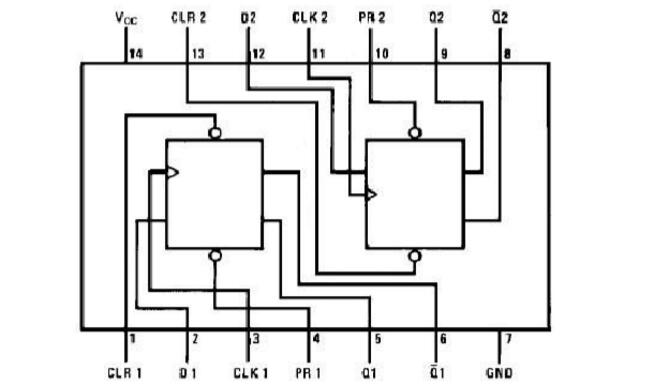 V_CC CLR 2 D2 CLK 2 PR 2 Q2 Q̅2
14 13 12 11 10 9 8
1 2 3 4 5 6 7
CLR 1 D1 CLK 1 PR 1 Q1 Q̅1 GND